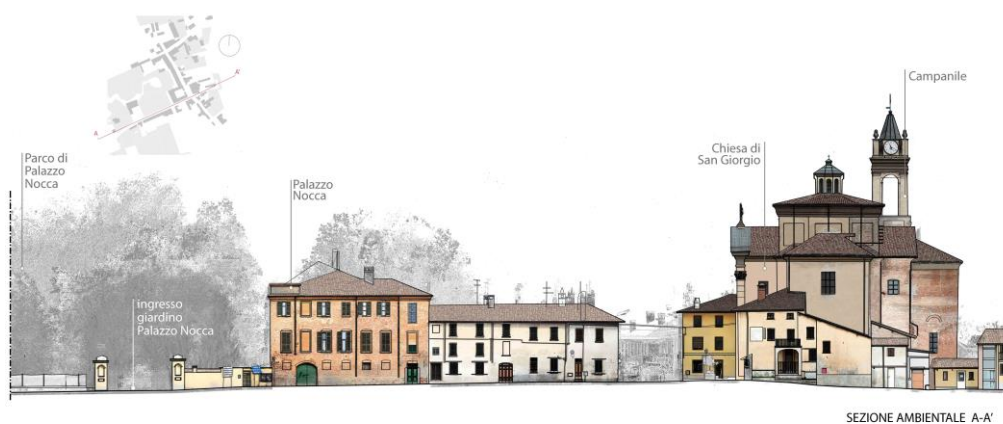 A'
A
Campanile
Parco di
Palazzo
Nocca
Palazzo
Nocca
Chiesa di
San Giorgio
ingresso
giardino
Palazzo Nocca
SEZIONE AMBIENTALE A-A'